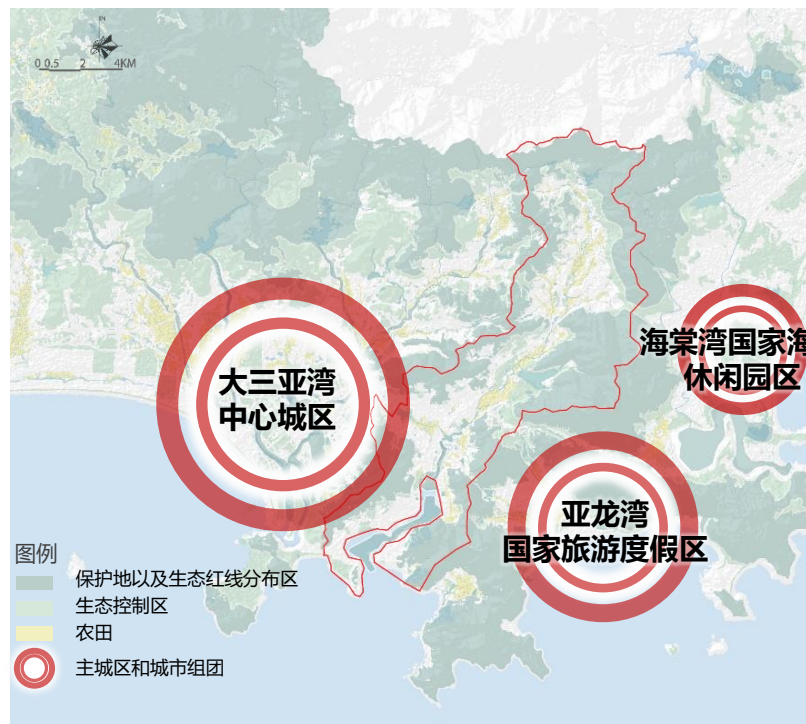 0 0.5 2 4KM
大三亚湾
中心城区
海棠湾国家海
休闲园区
亚龙湾
国家旅游度假区
图例
保护地以及生态红线分布区
生态控制区
农田
主城区和城市组团